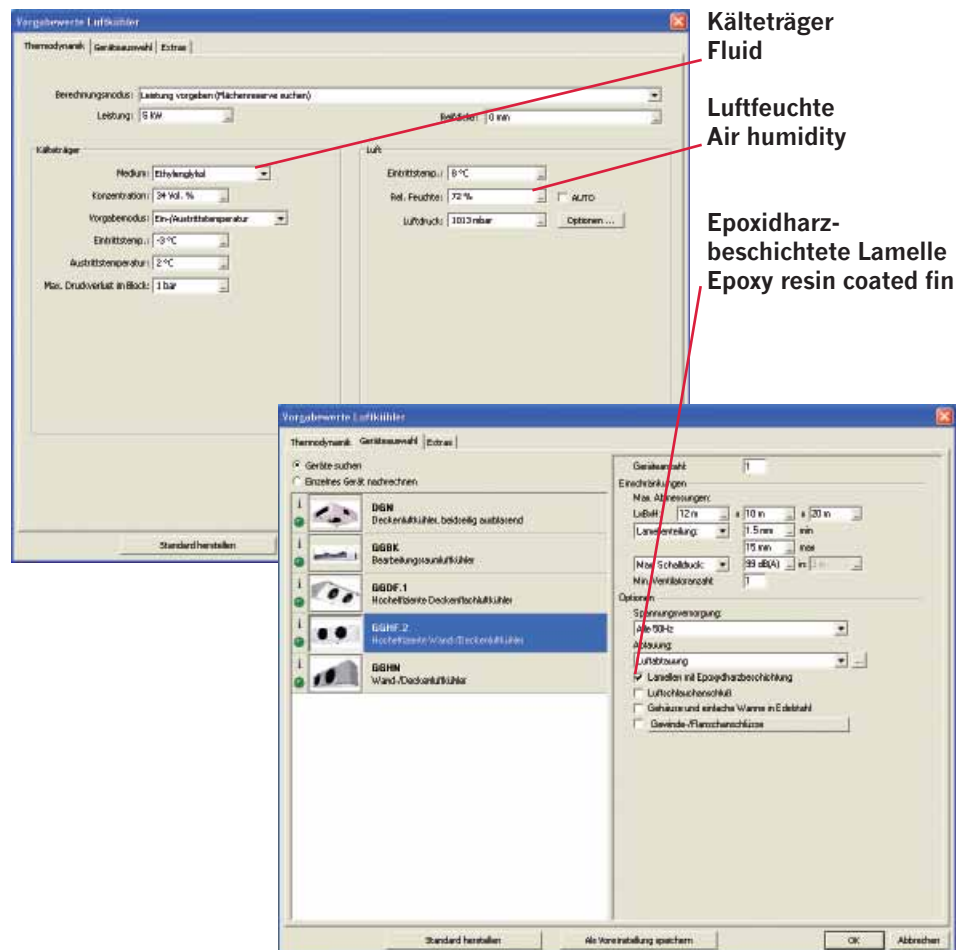 Vorgabewerte Luftkühler
Thermodynamik Geräteauswahl Extras
Berechnungsmodus: Leistung vorgeben (Flächenreserve suchen)
Leistung: 5 kW
Reifdicke: 0 mm
Kälteträger
Medium: Ethylenglykol
Konzentration: 34 Vol. %
Vorgabemodus: Ein-/Austrittstemperatur
Eintrittstemp.: -3 °C
Austrittstemperatur: 2 °C
Max. Druckverlust im Block: 1 bar
Luft
Eintrittstemp.: 8 °C
Rel. Feuchte: 72 % AUTO
Luftdruck: 1013 mbar Optionen ...
Standard herstellen
Kälteträger
Fluid
Luftfeuchte
Air humidity
Epoxidharz-
beschichtete Lamelle
Epoxy resin coated fin
Vorgabewerte Luftkühler
Thermodynamik Geräteauswahl Extras
Geräte suchen
Einzelnes Gerät nachrechnen
DGN
Deckenluftkühler, beidseitig ausblasend
GGBK
Bearbeitungsraumluftkühler
GGDF.1
Hocheffiziente Deckenflachluftkühler
GGHF.2
Hocheffiziente Wand-/Deckenluftkühler
GGHN
Wand-/Deckenluftkühler
Geräteanzahl: 1
Einschränkungen
Max. Abmessungen:
LxBxH: 12 m x 10 m x 20 m
Lamellenteilung: 1.5 mm min
15 mm max
Max. Schalldruck: 99 dB(A) in
Min. Ventilatoranzahl: 1
Optionen
Spannungsversorgung:
Alle 50Hz
Abtauung:
Luftabtauung
Lamellen mit Epoxydharzbeschichtung
Luftschlauchanschluß
Gehäuse und einfache Wanne in Edelstahl
Gewinde-/Flanschanschlüsse
Standard herstellen Als Voreinstellung speichern OK Abbrechen